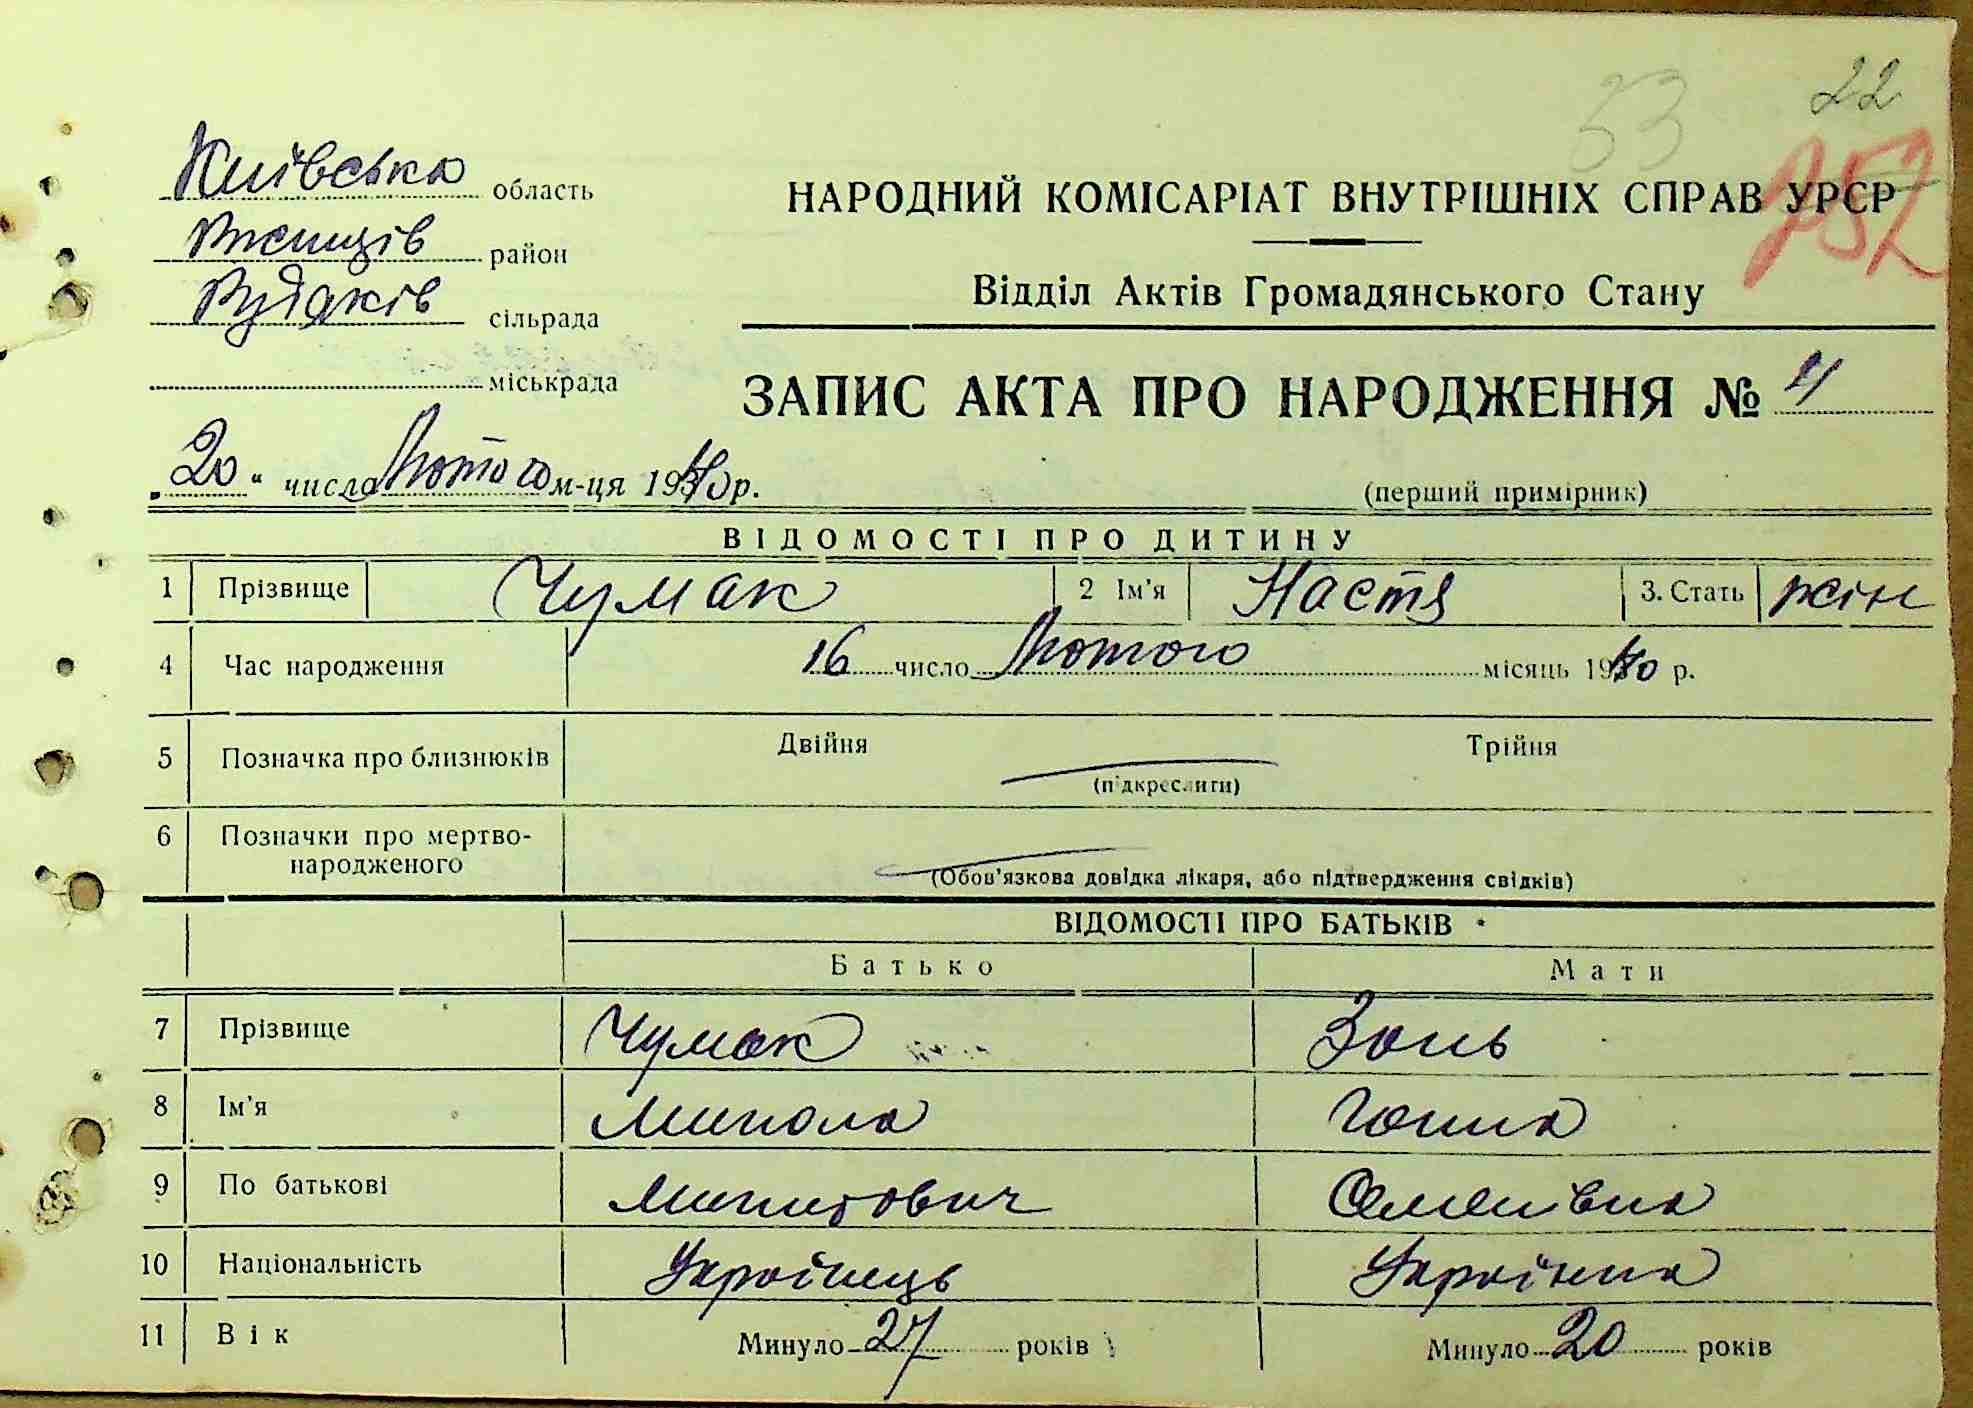 22
53
252
Київська область
Ржищів район
сільрада
міськрада
НАРОДНИЙ КОМІСАРІАТ ВНУТРІШНІХ СПРАВ УРСР
Відділ Актів Громадянського Стану
ЗАПИС АКТА ПРО НАРОДЖЕННЯ № 4
„20“ числа Лютого м-ця 1940 р.
(перший примірник)
ВІДОМОСТІ ПРО ДИТИНУ
1 Прізвище Чумак 2 Ім'я Настя 3. Стать жін
4 Час народження 16 число Лютого місяць 1940 р.
5 Позначка про близнюків Двійня Трійня
(підкреслити)
6 Позначки про мертво-
народженого
(Обов'язкова довідка лікаря, або підтвердження свідків)
ВІДОМОСТІ ПРО БАТЬКІВ
Батько Мати
7 Прізвище Чумак Зань
8 Ім'я Микола Ганна
9 По батькові Микитович Семенівна
10 Національність Українець Українка
11 Вік Минуло 27 років Минуло 20 років